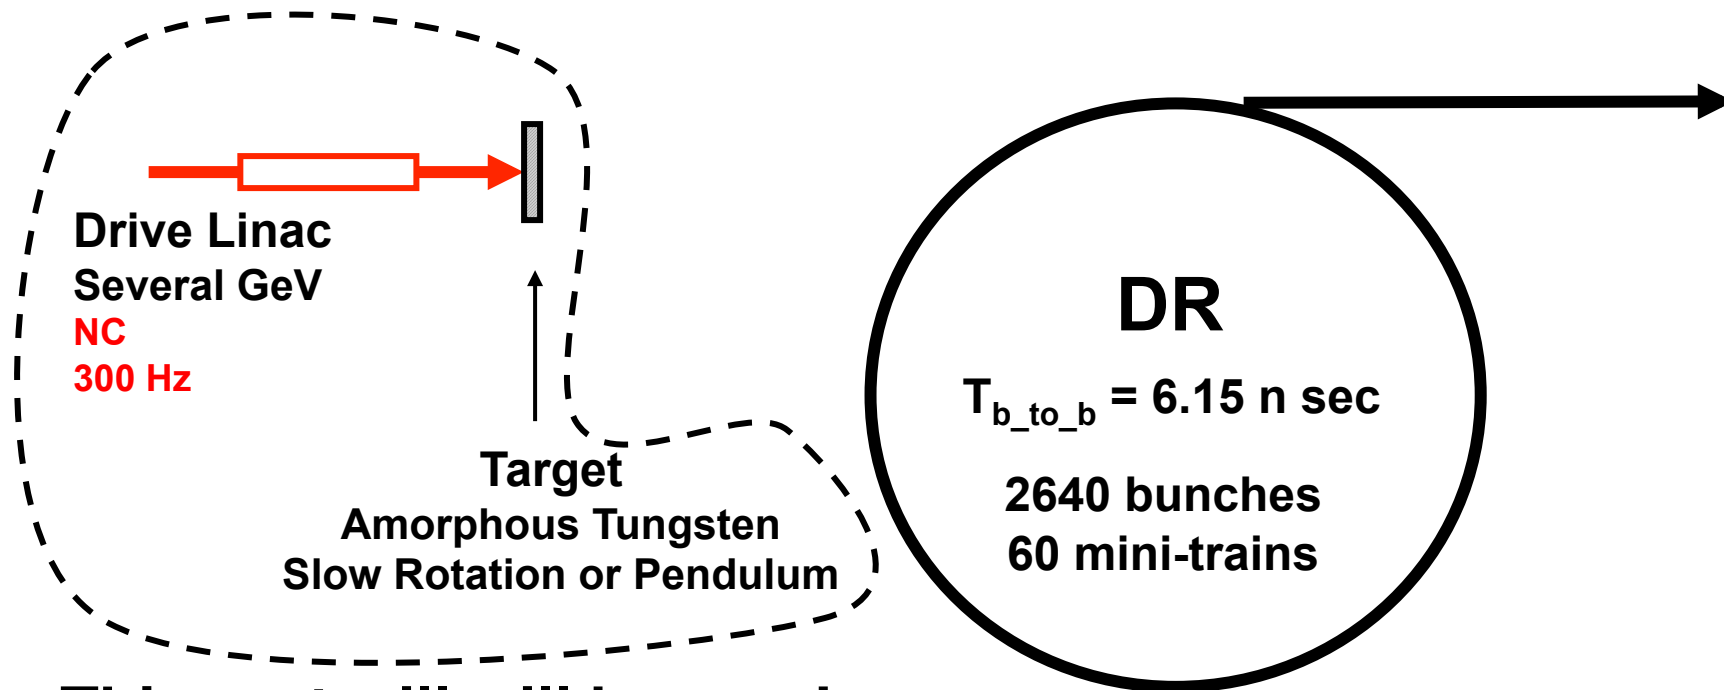 Drive Linac
Several GeV
NC
300 Hz
Target
Amorphous Tungsten
Slow Rotation or Pendulum
DR
T_b_to_b = 6.15 n sec
2640 bunches
60 mini-trains